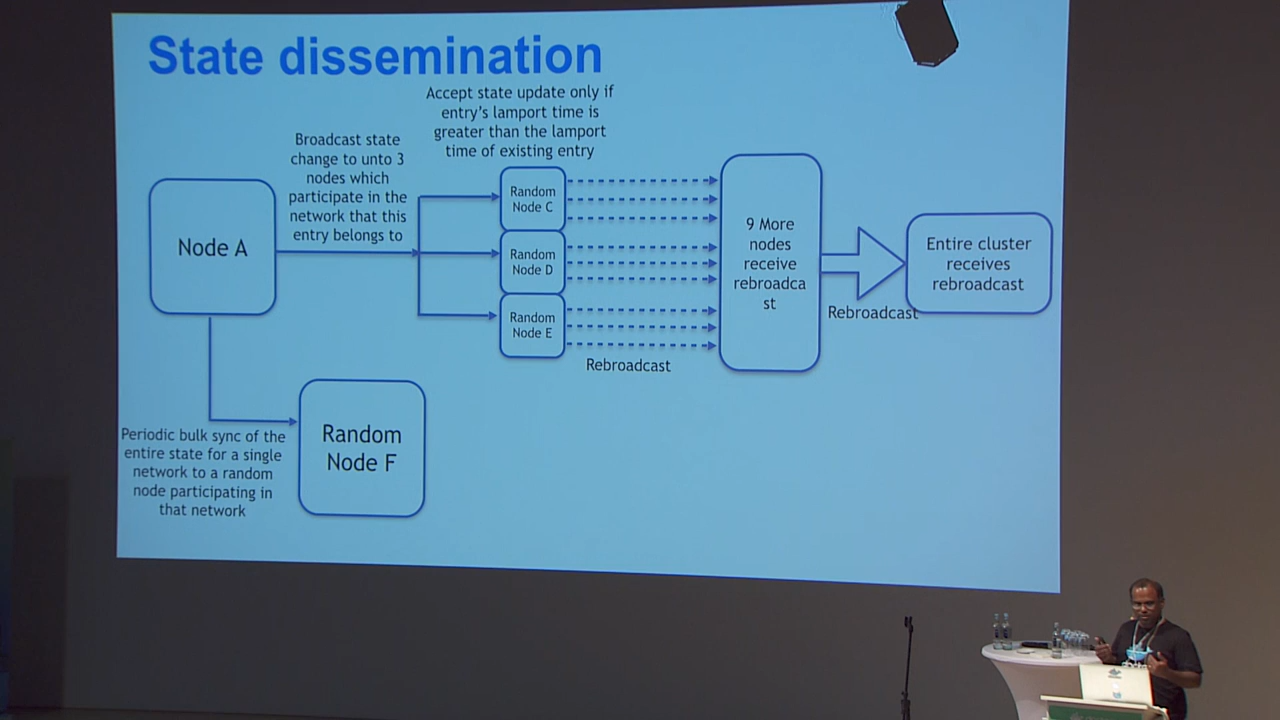 State dissemination
Accept state update only if
entry's lamport time is
greater than the lamport
time of existing entry
Broadcast state
change to unto 3
nodes which
participate in the
network that this
entry belongs to
Node A
Random
Node C
Random
Node D
Random
Node E
Rebroadcast
9 More
nodes
receive
rebroadca
st
Rebroadcast
Entire cluster
receives
rebroadcast
Periodic bulk sync of the
entire state for a single
network to a random
node participating in
that network
Random
Node F